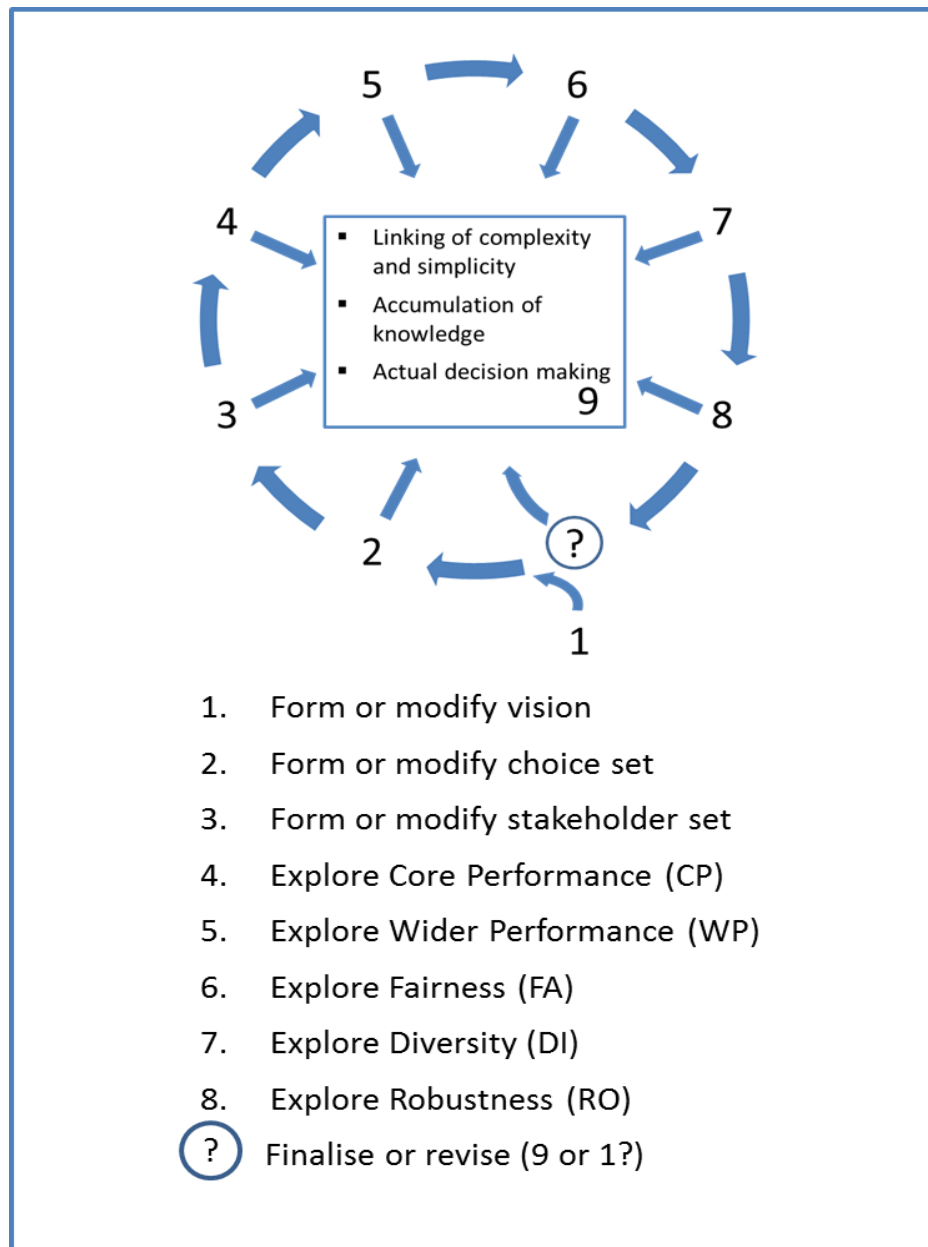 5
6
4
7
▪ Linking of complexity
and simplicity
▪ Accumulation of
knowledge
▪ Actual decision making
9
3
8
2
?
1
1. Form or modify vision
2. Form or modify choice set
3. Form or modify stakeholder set
4. Explore Core Performance (CP)
5. Explore Wider Performance (WP)
6. Explore Fairness (FA)
7. Explore Diversity (DI)
8. Explore Robustness (RO)
? Finalise or revise (9 or 1?)